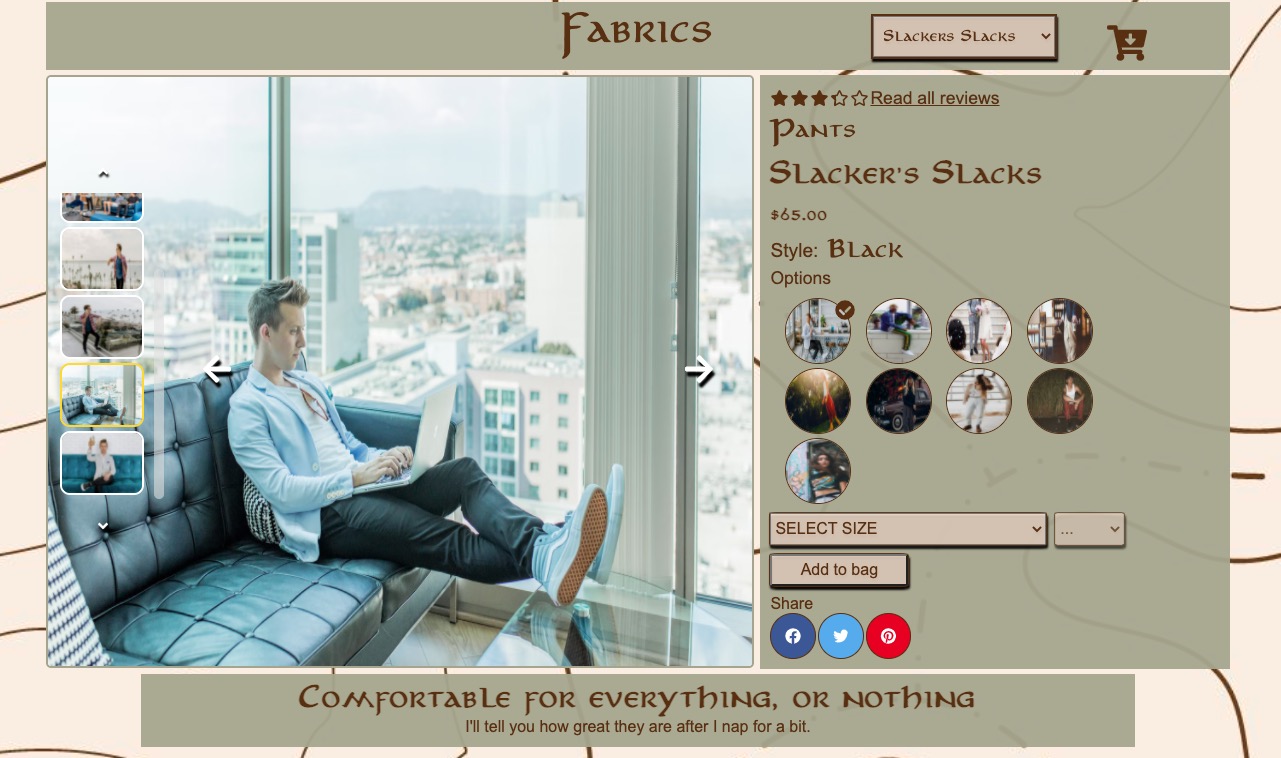 Fabrics
Slackers Slacks
Read all reviews
Pants
Slacker's Slacks
$65.00
Style: Black
Options
SELECT SIZE
...
Add to bag
Share
Comfortable for everything, or nothing
I'll tell you how great they are after I nap for a bit.